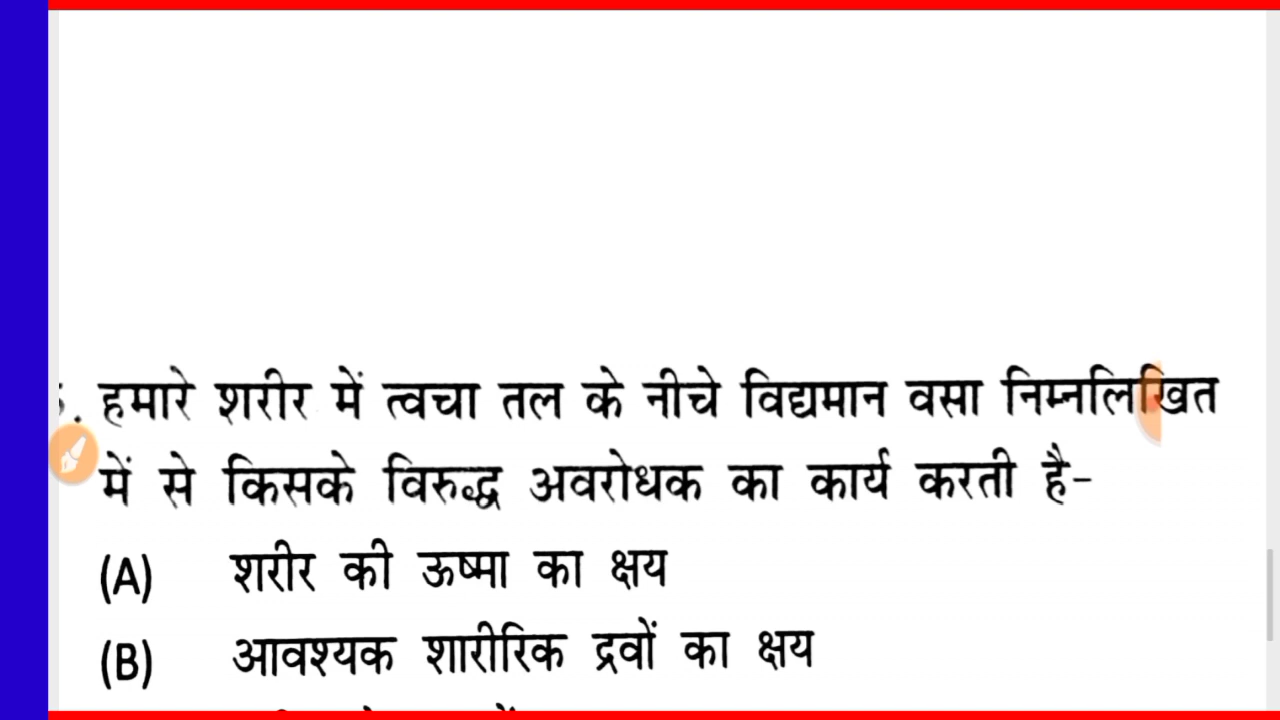 . हमारे शरीर में त्वचा तल के नीचे विद्यमान वसा निम्नलिखित
में से किसके विरुद्ध अवरोधक का कार्य करती है-
(A) शरीर की ऊष्मा का क्षय
(B) आवश्यक शारीरिक द्रवों का क्षय